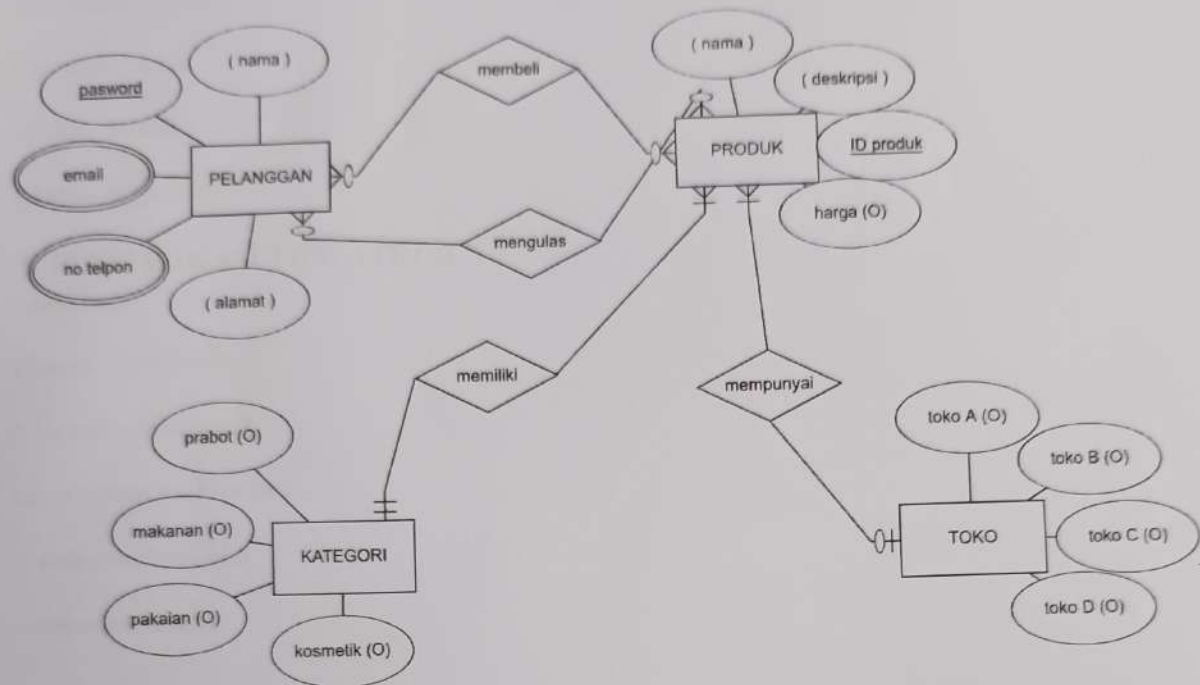 ( nama )
pasword
email
PELANGGAN
no telpon
( alamat )
membeli
mengulas
( nama )
( deskripsi )
PRODUK
ID produk
harga (O)
memiliki
mempunyai
prabot (O)
makanan (O)
KATEGORI
pakaian (O)
kosmetik (O)
toko A (O)
toko B (O)
TOKO
toko C (O)
toko D (O)